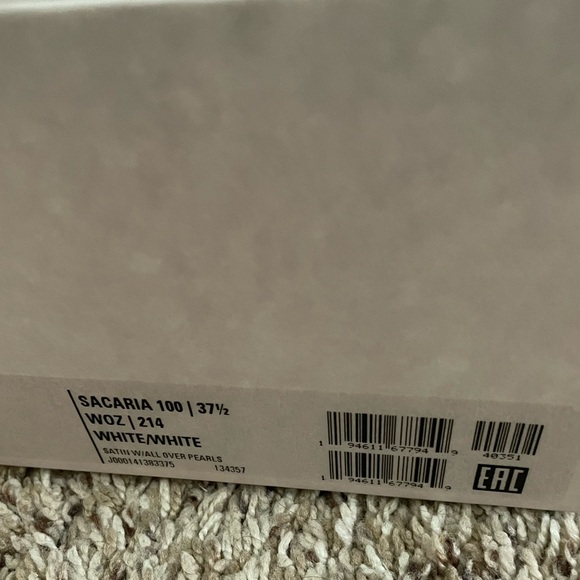 SACARIA 100 | 37½
WOZ | 214
WHITE/WHITE
SATIN W/ALL OVER PEARLS
J000141383375 134357
1 94611 67794 9
40351
1 94611 67794 9
EAC